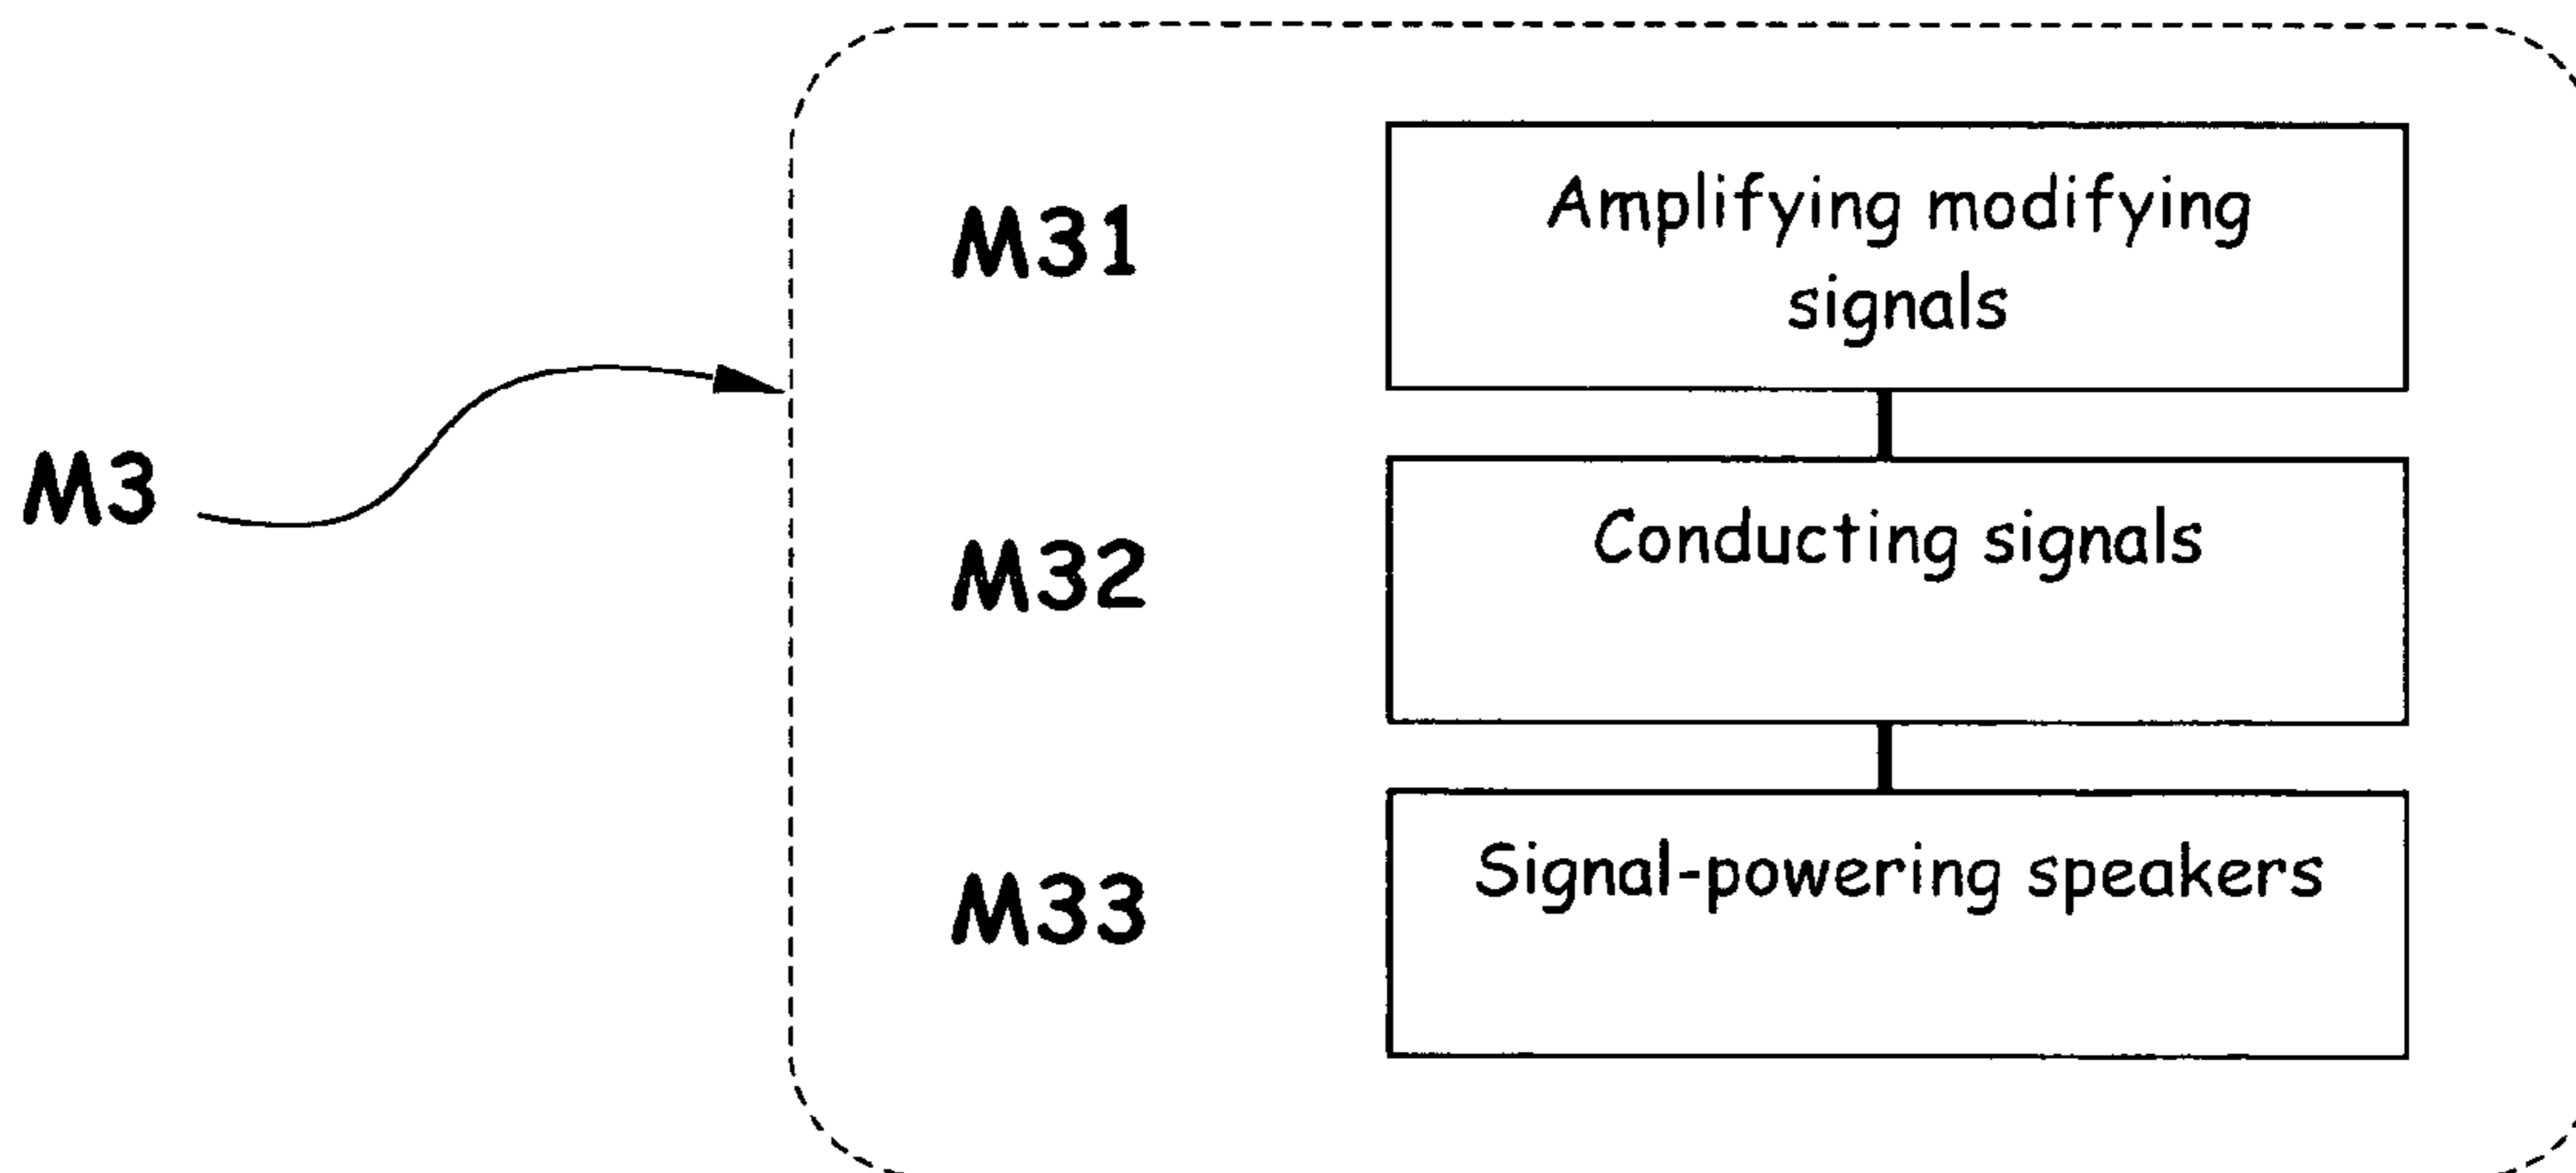 M31
Amplifying modifying
signals
M3
M32
Conducting signals
M33
Signal-powering speakers